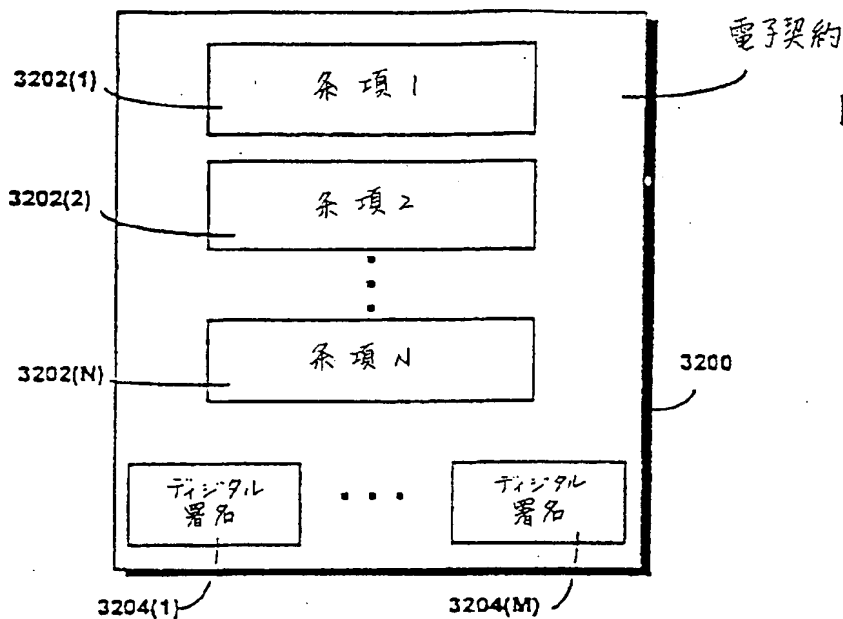 電子契約
3202(1)
条項1
3202(2)
条項2
3202(N)
条項N
3200
ディジタル
署名
ディジタル
署名
3204(1)
3204(M)